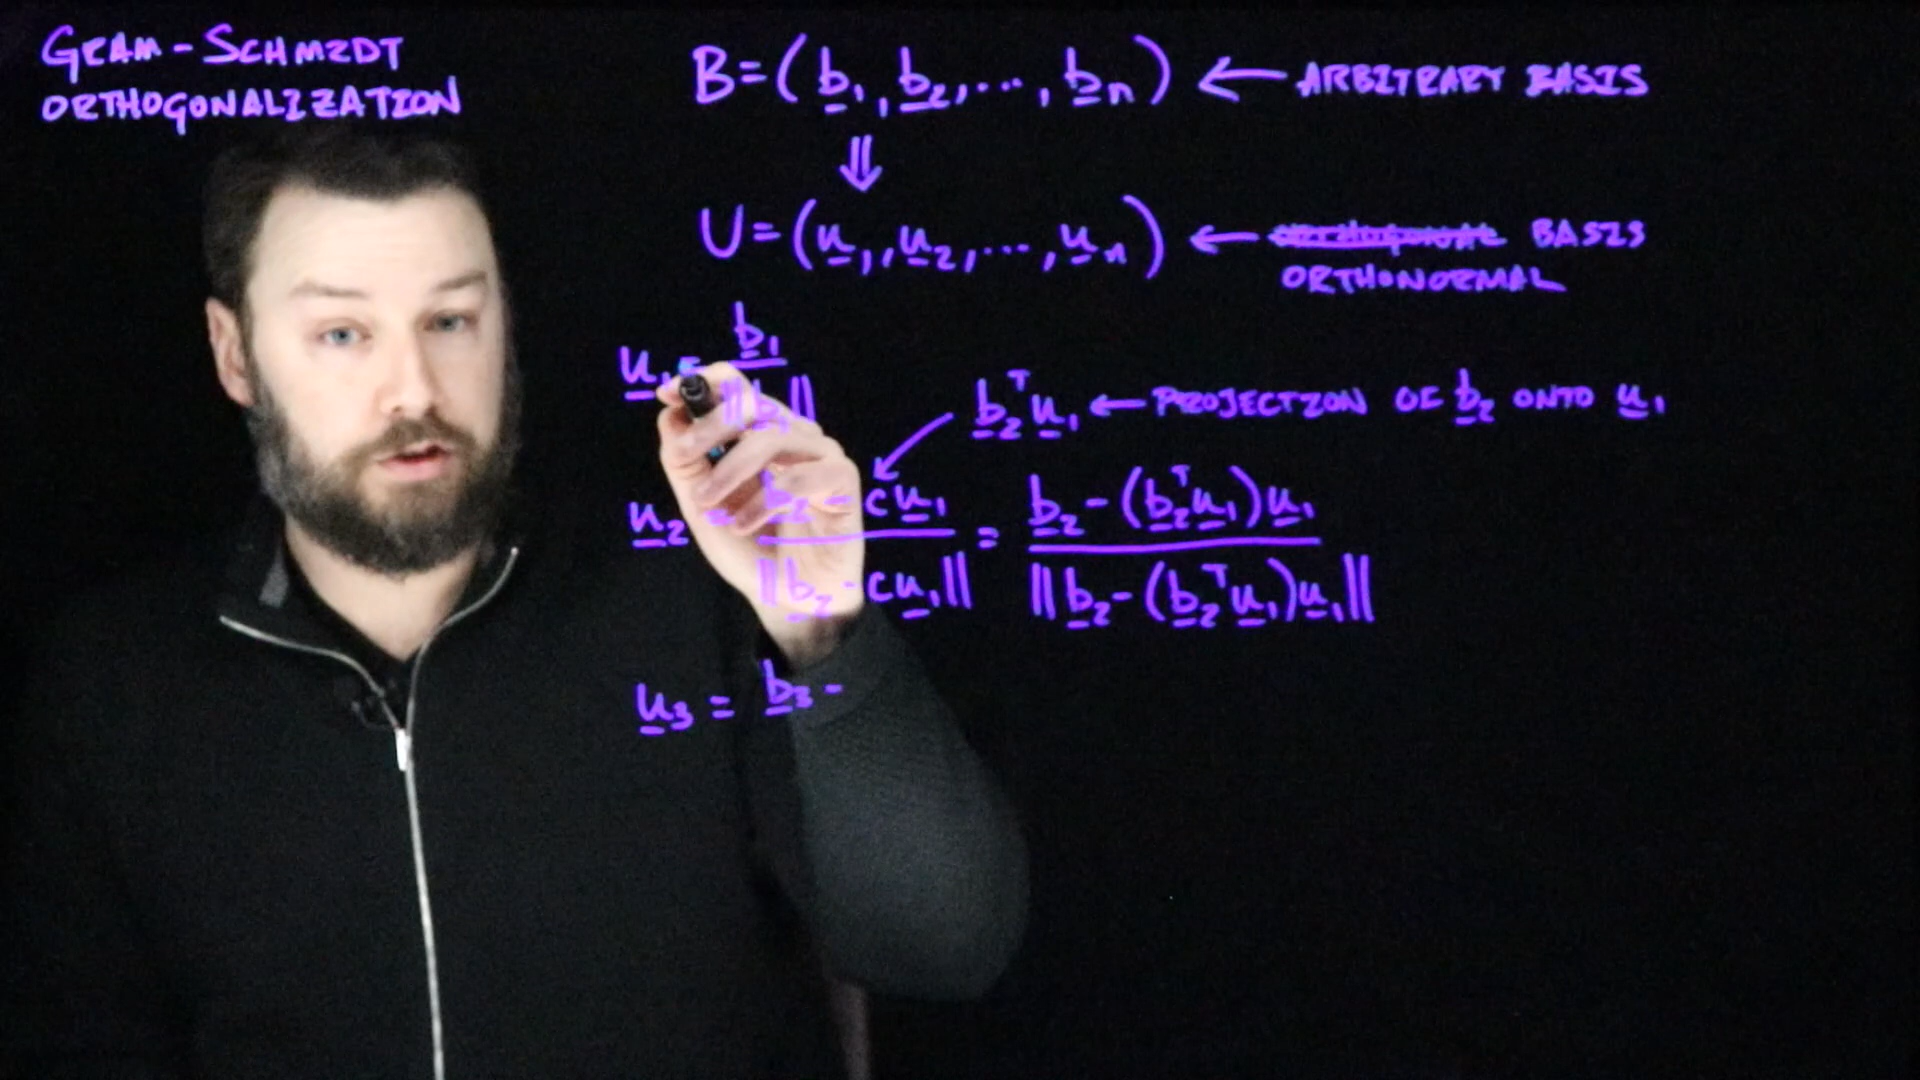 GRAM-SCHMIDT
ORTHOGONALIZATION
B = (b₁, b₂, ..., bₙ) ← ARBITRARY BASIS
⇓
U = (u₁, u₂, ..., uₙ) ← ORTHOGONAL BASIS
ORTHONORMAL
u₁ = b₁ / ||b₁||
b₂ᵀu₁ ← PROJECTION OF b₂ ONTO u₁
u₂ = b₂ - cu₁ / ||b₂ - cu₁|| = b₂ - (b₂ᵀu₁)u₁ / ||b₂ - (b₂ᵀu₁)u₁||
u₃ = b₃ -